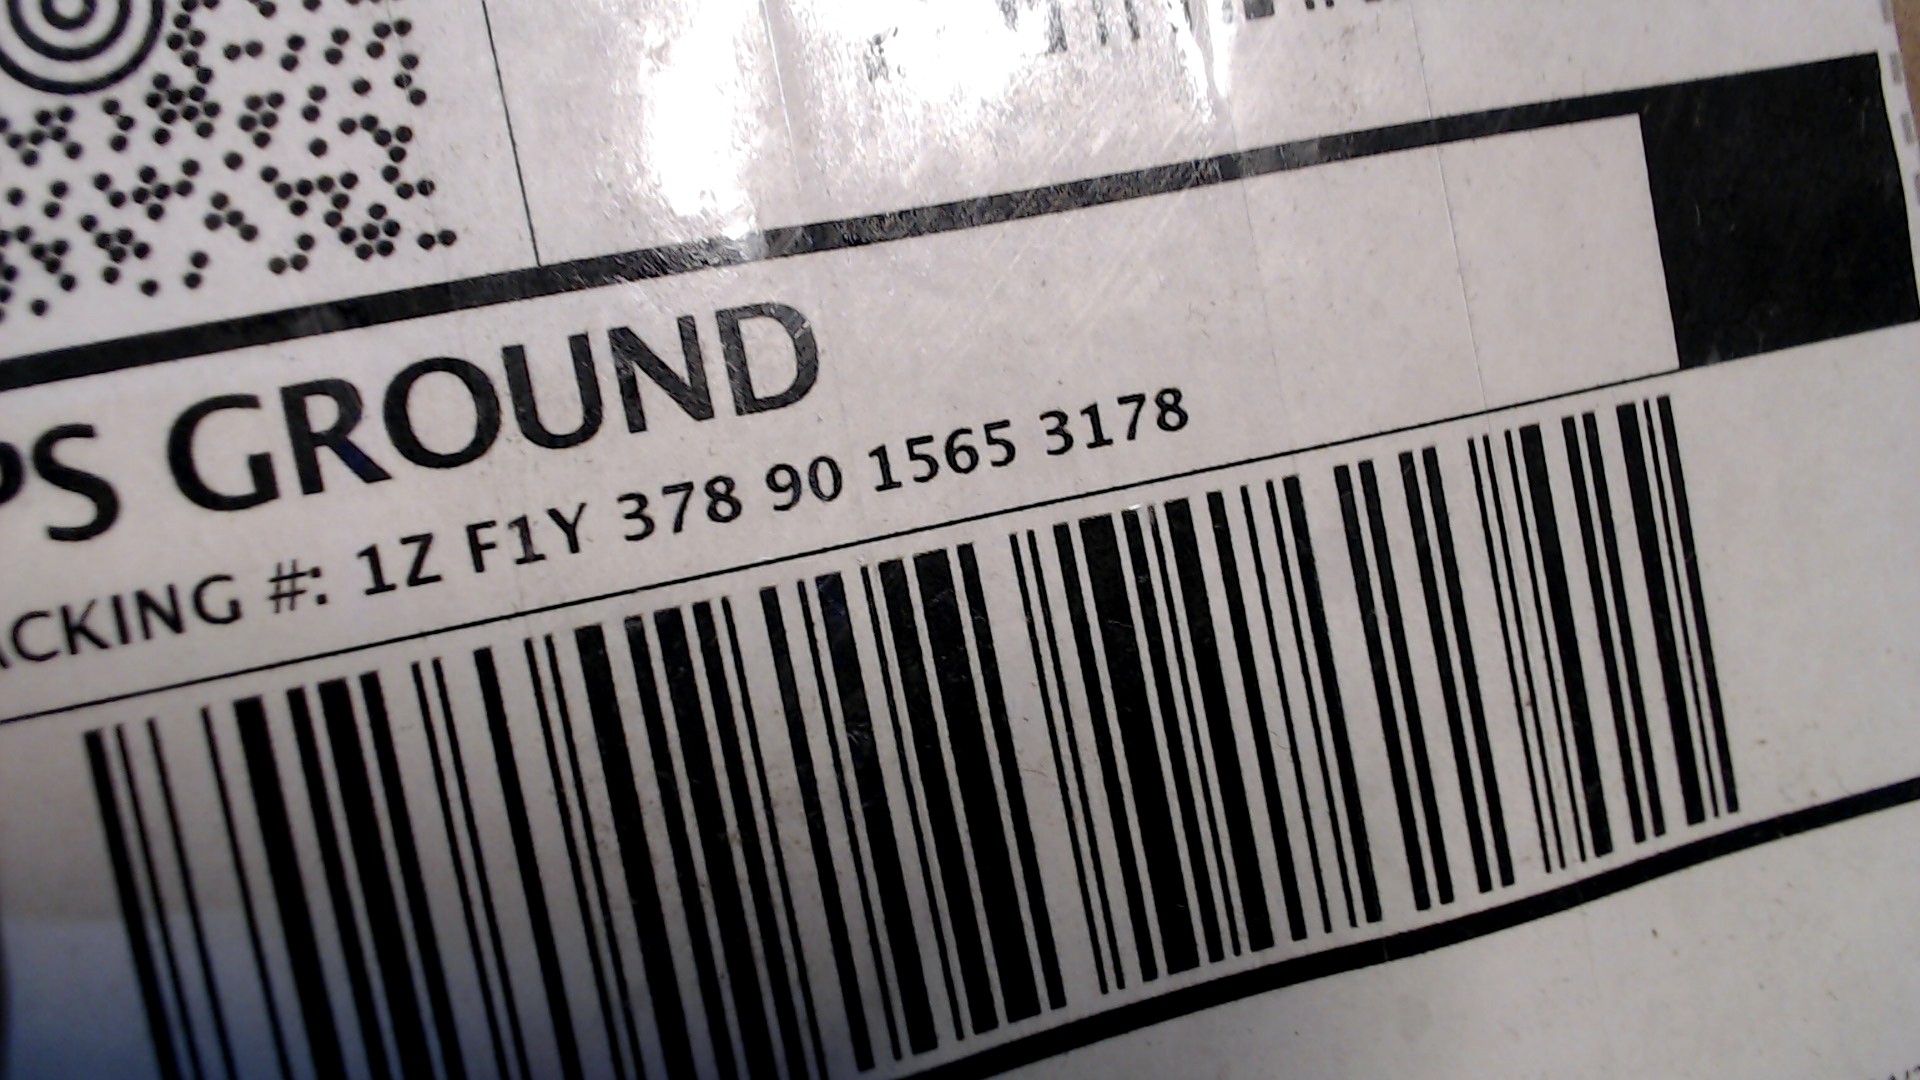 PS GROUND
ACKING #: 1Z F1Y 378 90 1565 3178